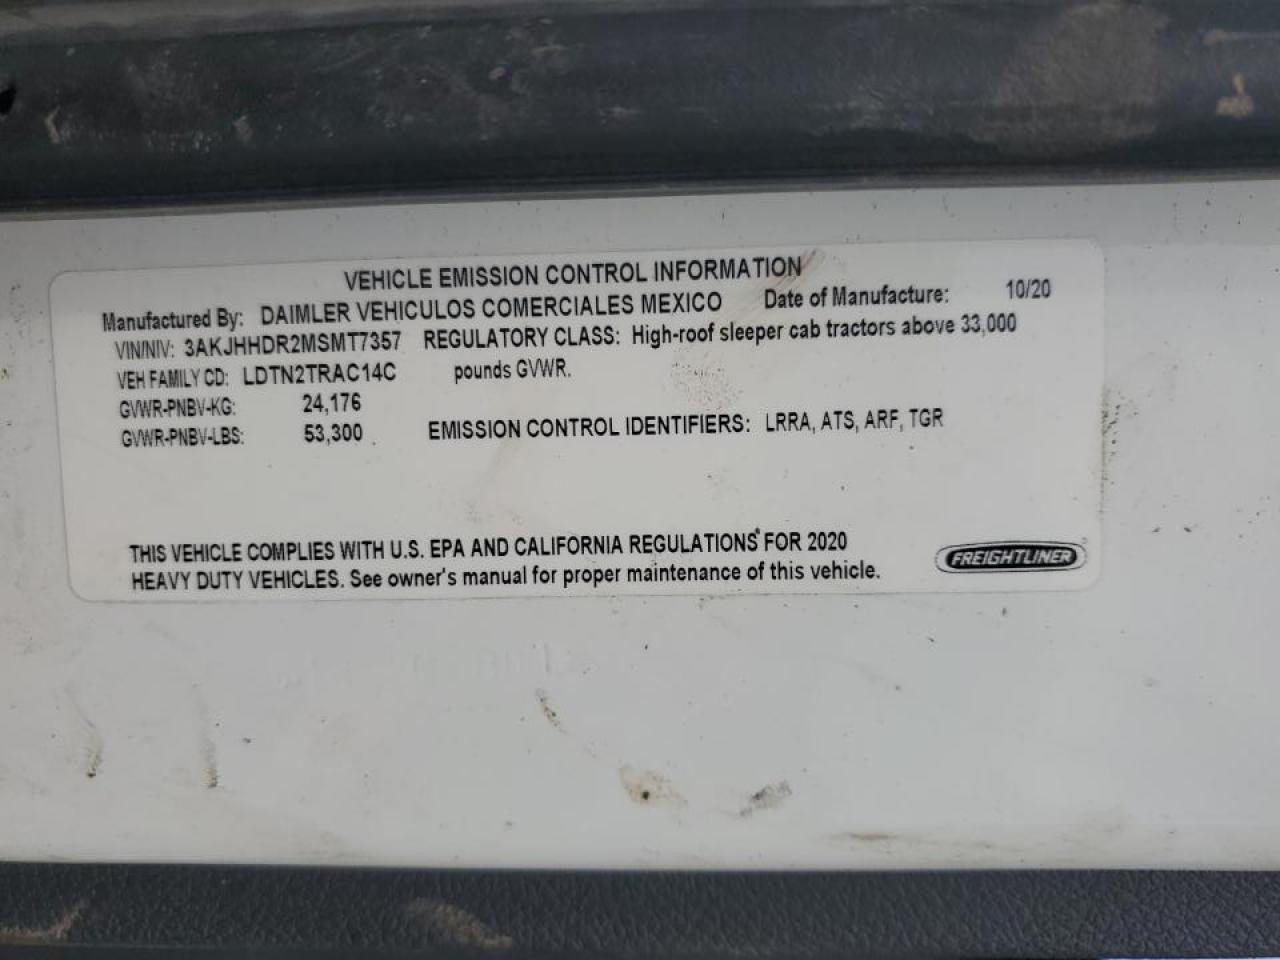 VEHICLE EMISSION CONTROL INFORMATION
Manufactured By: DAIMLER VEHICULOS COMERCIALES MEXICO Date of Manufacture: 10/20
VIN/NIV: 3AKJHHDR2MSMT7357 REGULATORY CLASS: High-roof sleeper cab tractors above 33,000
VEH FAMILY CD: LDTN2TRAC14C pounds GVWR.
GVWR-PNBV-KG: 24,176
GVWR-PNBV-LBS: 53,300 EMISSION CONTROL IDENTIFIERS: LRRA, ATS, ARF, TGR
THIS VEHICLE COMPLIES WITH U.S. EPA AND CALIFORNIA REGULATIONS FOR 2020
HEAVY DUTY VEHICLES. See owner's manual for proper maintenance of this vehicle.
FREIGHTLINER